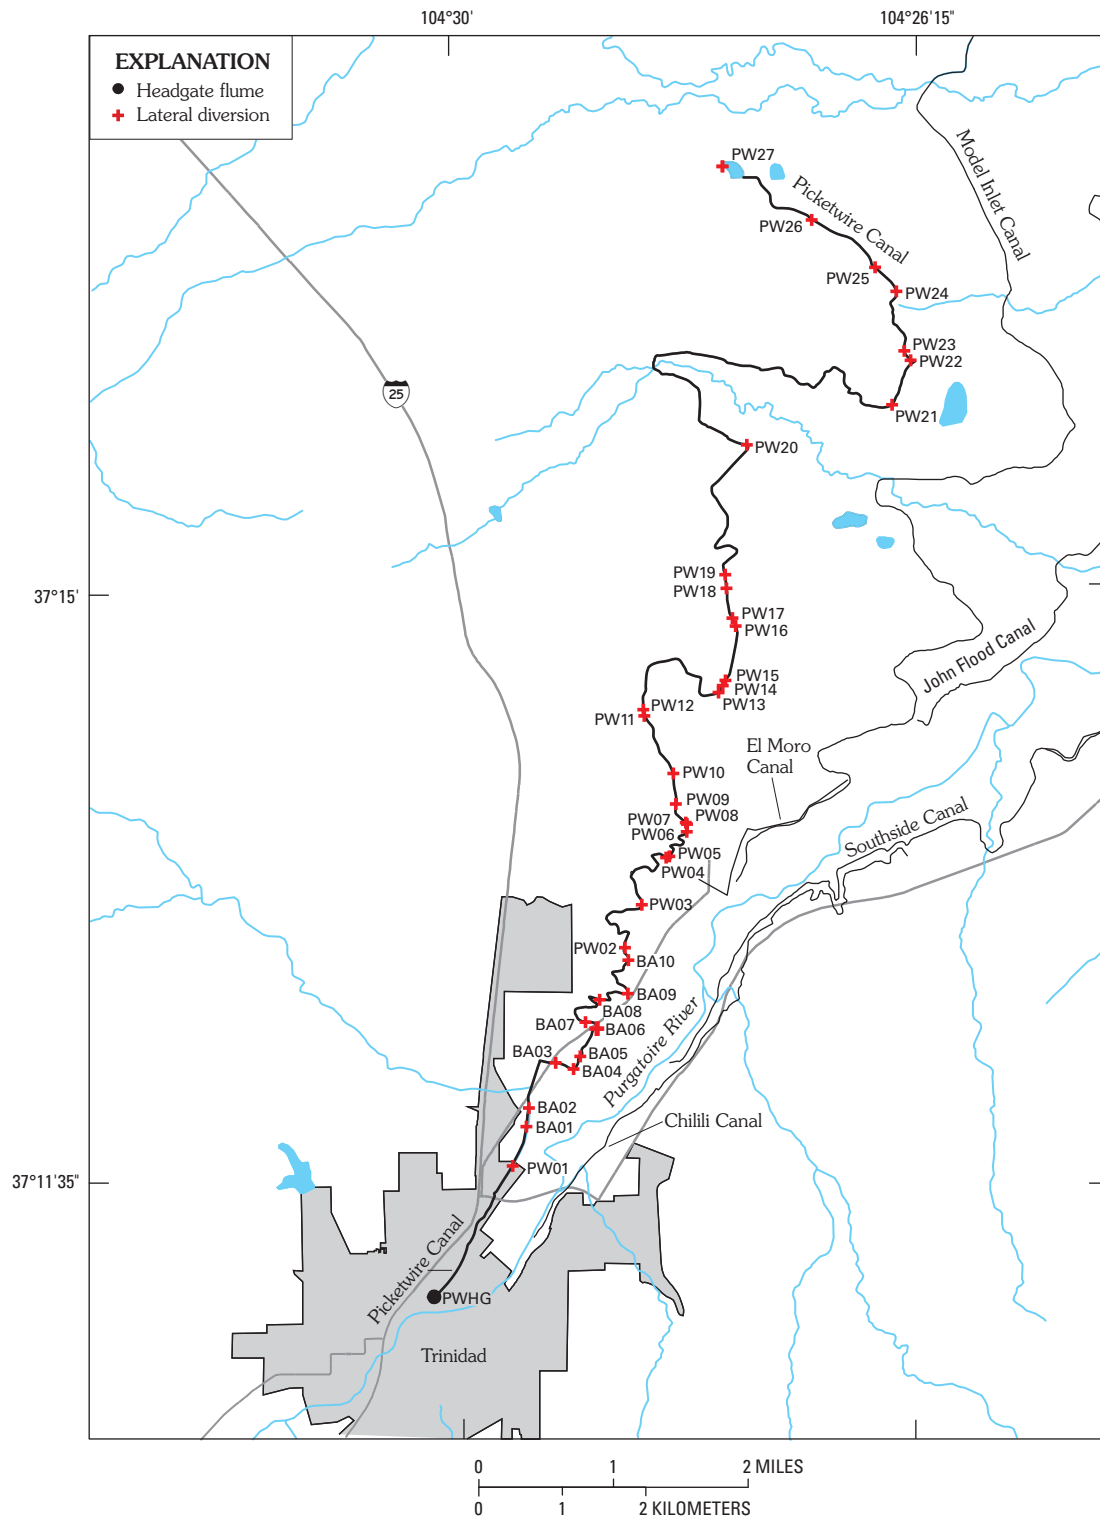 104°30'
104°26'15"
EXPLANATION
Headgate flume
Lateral diversion
Model Inlet Canal
PW27
Picketwire Canal
PW26
PW25
PW24
PW23
PW22
25
PW21
PW20
PW19
PW18
37°15'
PW17
PW16
John Flood Canal
PW15
PW14
PW13
PW12
PW11
El Moro
Canal
PW10
PW09
PW08
PW07
PW06
Southside Canal
PW05
PW04
PW03
PW02
BA10
BA09
BA08
BA07
BA06
Purgatoire River
BA03
BA05
BA04
BA02
Chilili Canal
BA01
PW01
37°11'35"
Picketwire Canal
PWHG
Trinidad
0 1 2 MILES
0 1 2 KILOMETERS